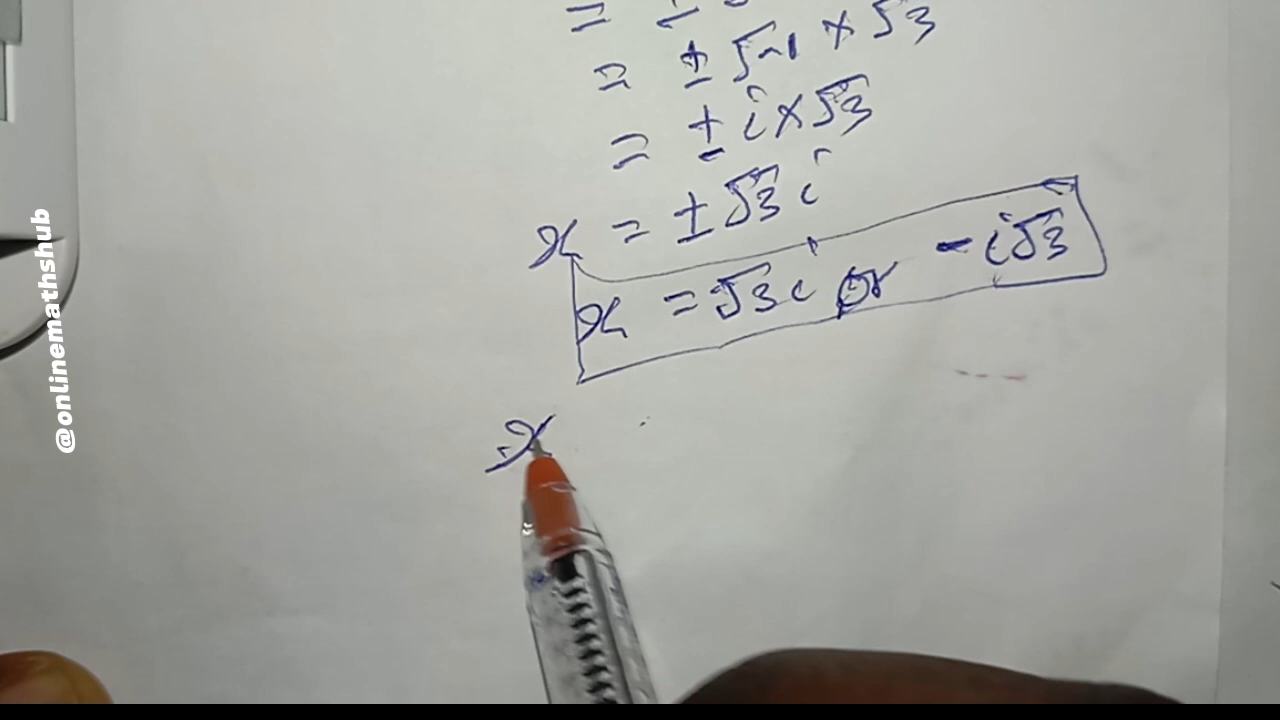 = ± √-1 × √3
= ± i × √3
x = ± √3 i
x = √3 i or - i√3
x
@onlinemathshub